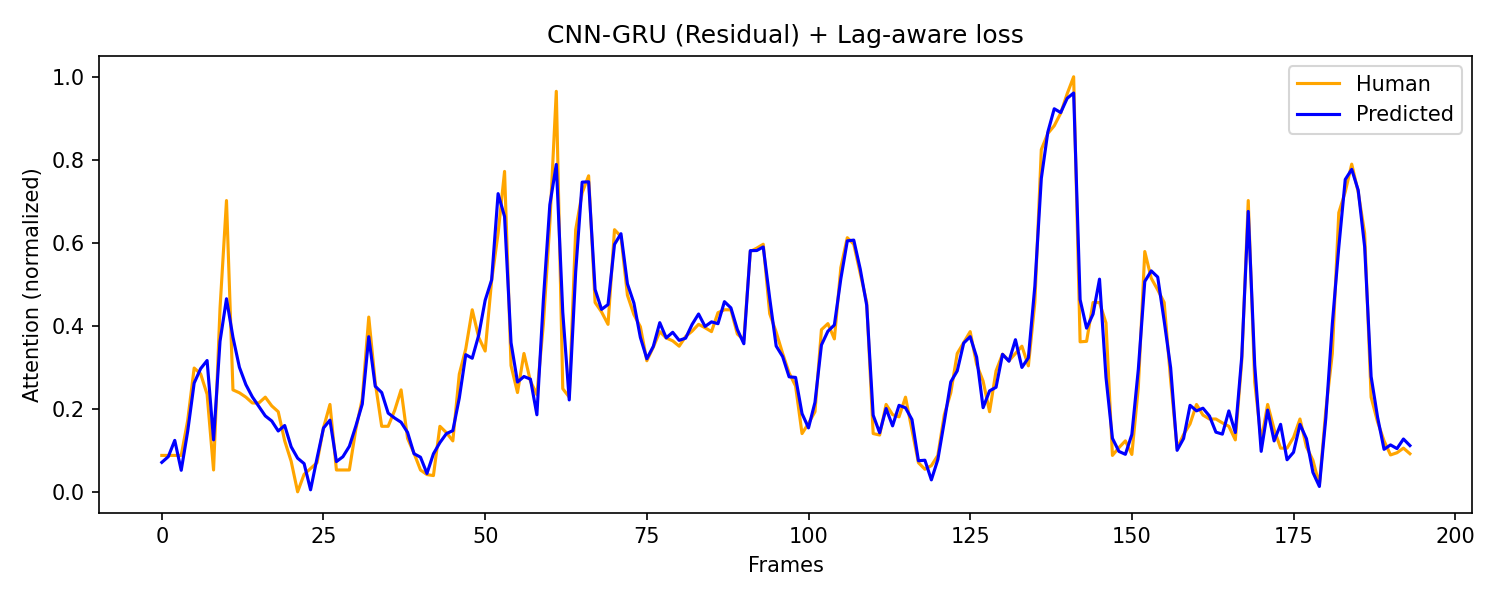 CNN-GRU (Residual) + Lag-aware loss
Human
Predicted
Attention (normalized)
1.0
0.8
0.6
0.4
0.2
0.0
0 25 50 75 100 125 150 175 200
Frames